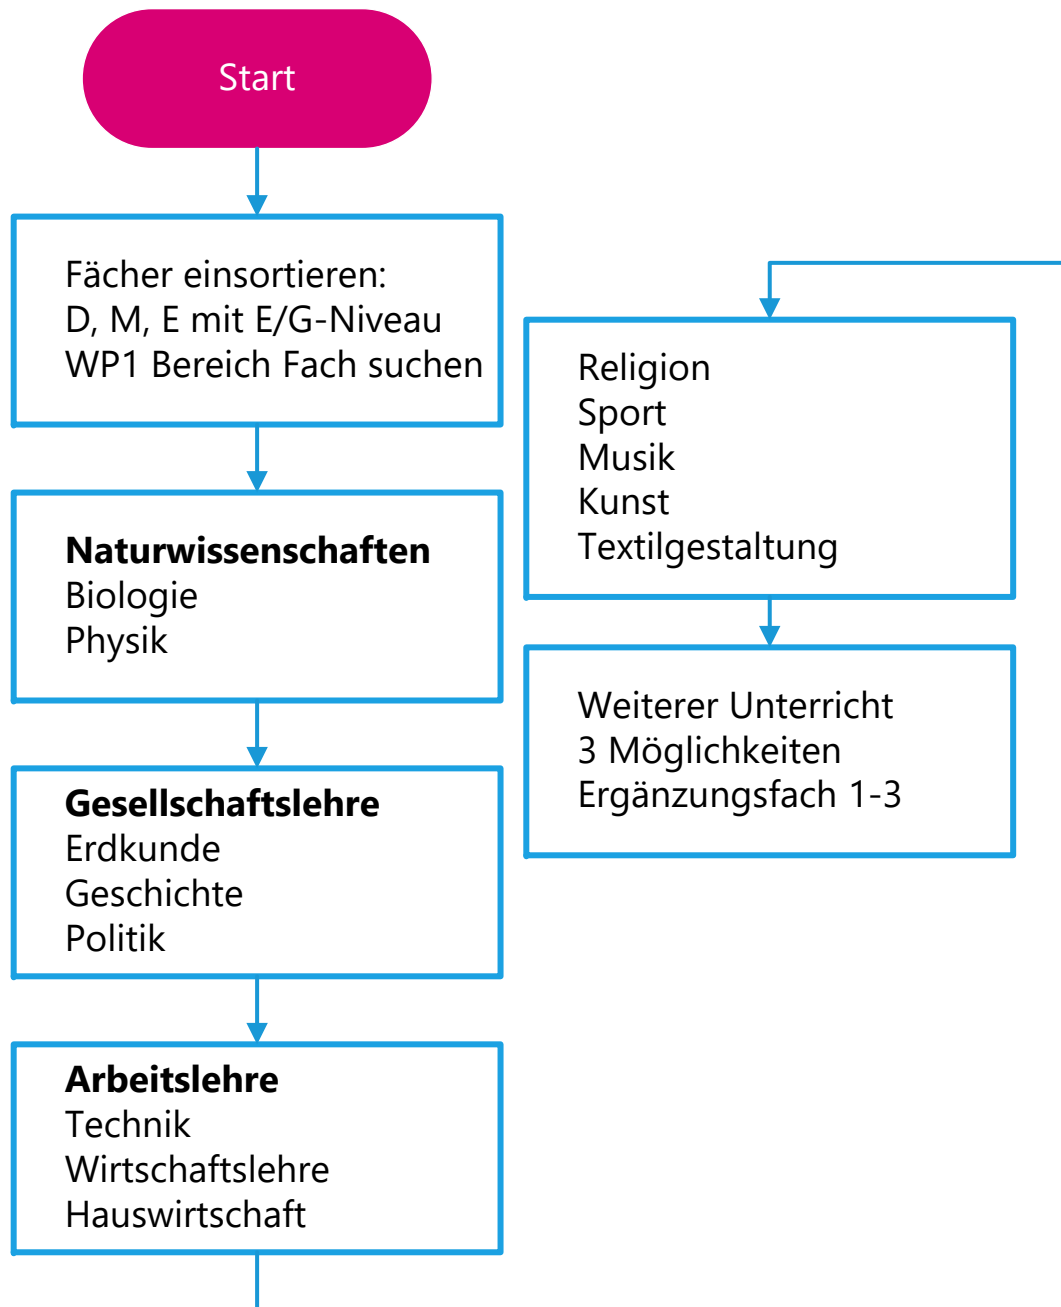 Start
Fächer einsortieren:
D, M, E mit E/G-Niveau
WP1 Bereich Fach suchen
Naturwissenschaften
Biologie
Physik
Gesellschaftslehre
Erdkunde
Geschichte
Politik
Arbeitslehre
Technik
Wirtschaftslehre
Hauswirtschaft
Religion
Sport
Musik
Kunst
Textilgestaltung
Weiterer Unterricht
3 Möglichkeiten
Ergänzungsfach 1-3